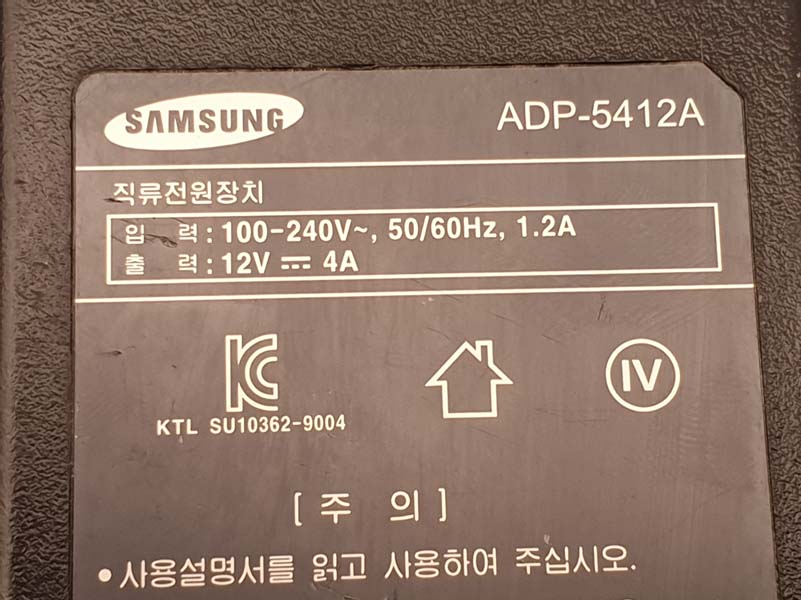 SAMSUNG ADP-5412A
직류전원장치
입 력 : 100-240V~, 50/60Hz, 1.2A
출 력 : 12V ⎓ 4A
KC IV
KTL SU10362-9004
[ 주 의 ]
• 사용설명서를 읽고 사용하여 주십시오.